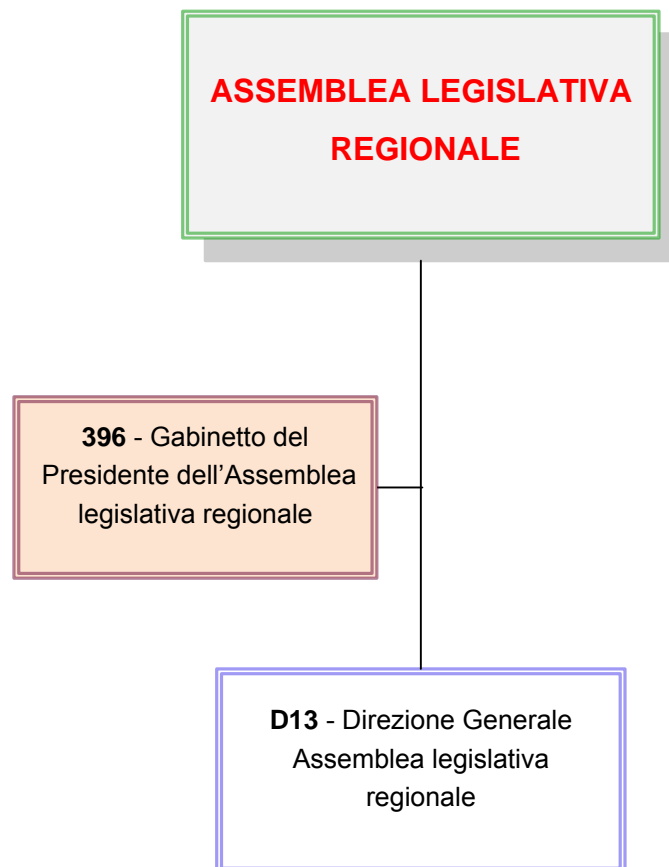 ASSEMBLEA LEGISLATIVA
REGIONALE
396 - Gabinetto del
Presidente dell’Assemblea
legislativa regionale
D13 - Direzione Generale
Assemblea legislativa
regionale